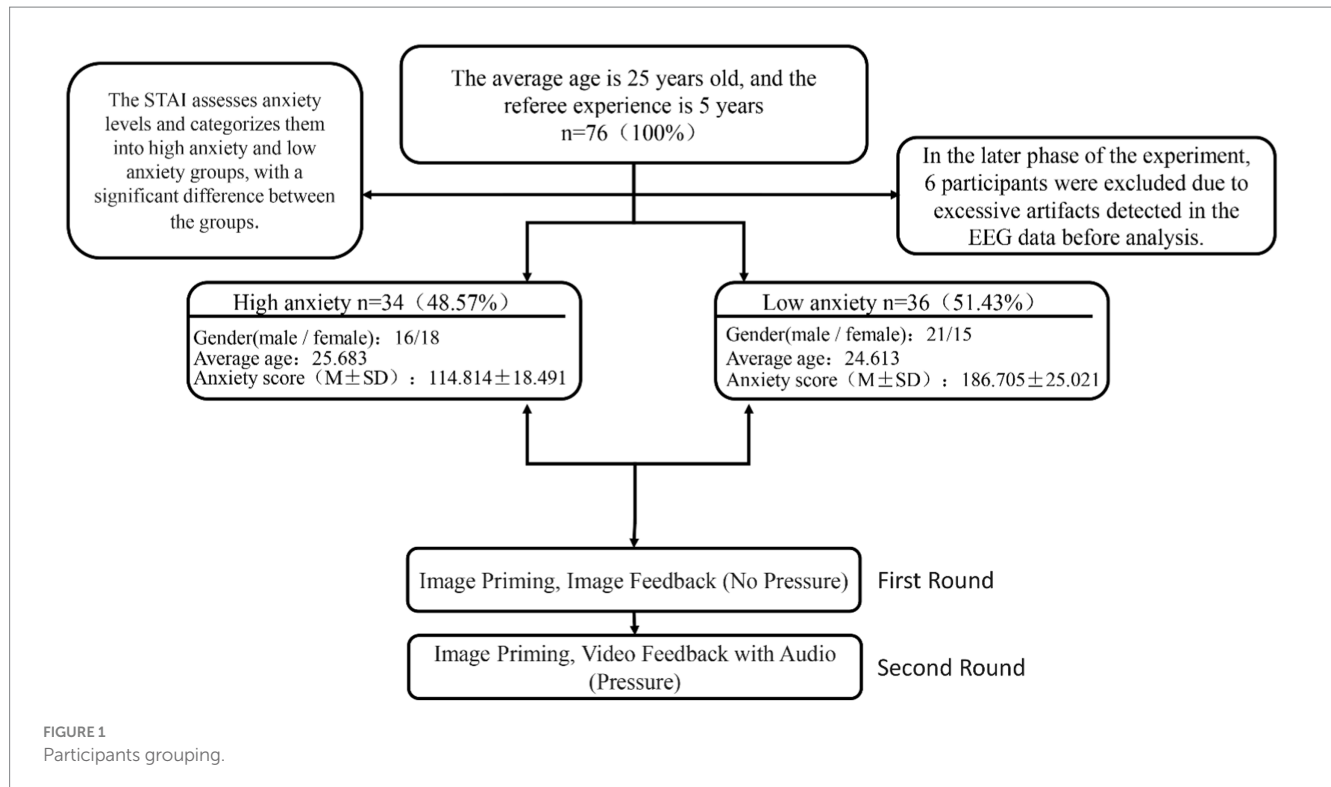 The average age is 25 years old, and the
referee experience is 5 years
n=76（100%）
The STAI assesses anxiety
levels and categorizes them
into high anxiety and low
anxiety groups, with a
significant difference between
the groups.
In the later phase of the experiment,
6 participants were excluded due to
excessive artifacts detected in the
EEG data before analysis.
High anxiety n=34（48.57%）
Gender(male / female)：16/18
Average age：25.683
Anxiety score（M±SD）：114.814±18.491
Low anxiety n=36（51.43%）
Gender(male / female)：21/15
Average age：24.613
Anxiety score（M±SD）：186.705±25.021
Image Priming, Image Feedback (No Pressure)
First Round
Image Priming, Video Feedback with Audio
(Pressure)
Second Round
FIGURE 1
Participants grouping.